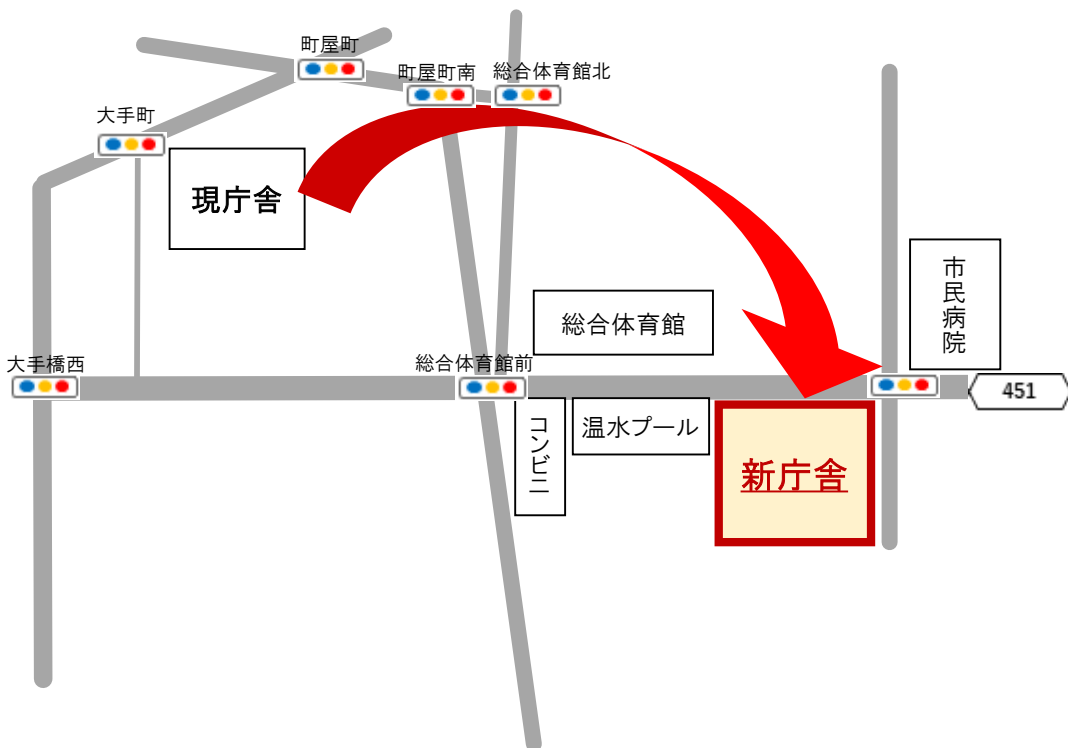 町屋町
町屋町南
総合体育館北
大手町
現庁舎
市民病院
総合体育館
大手橋西
総合体育館前
451
コンビニ
温水プール
新庁舎